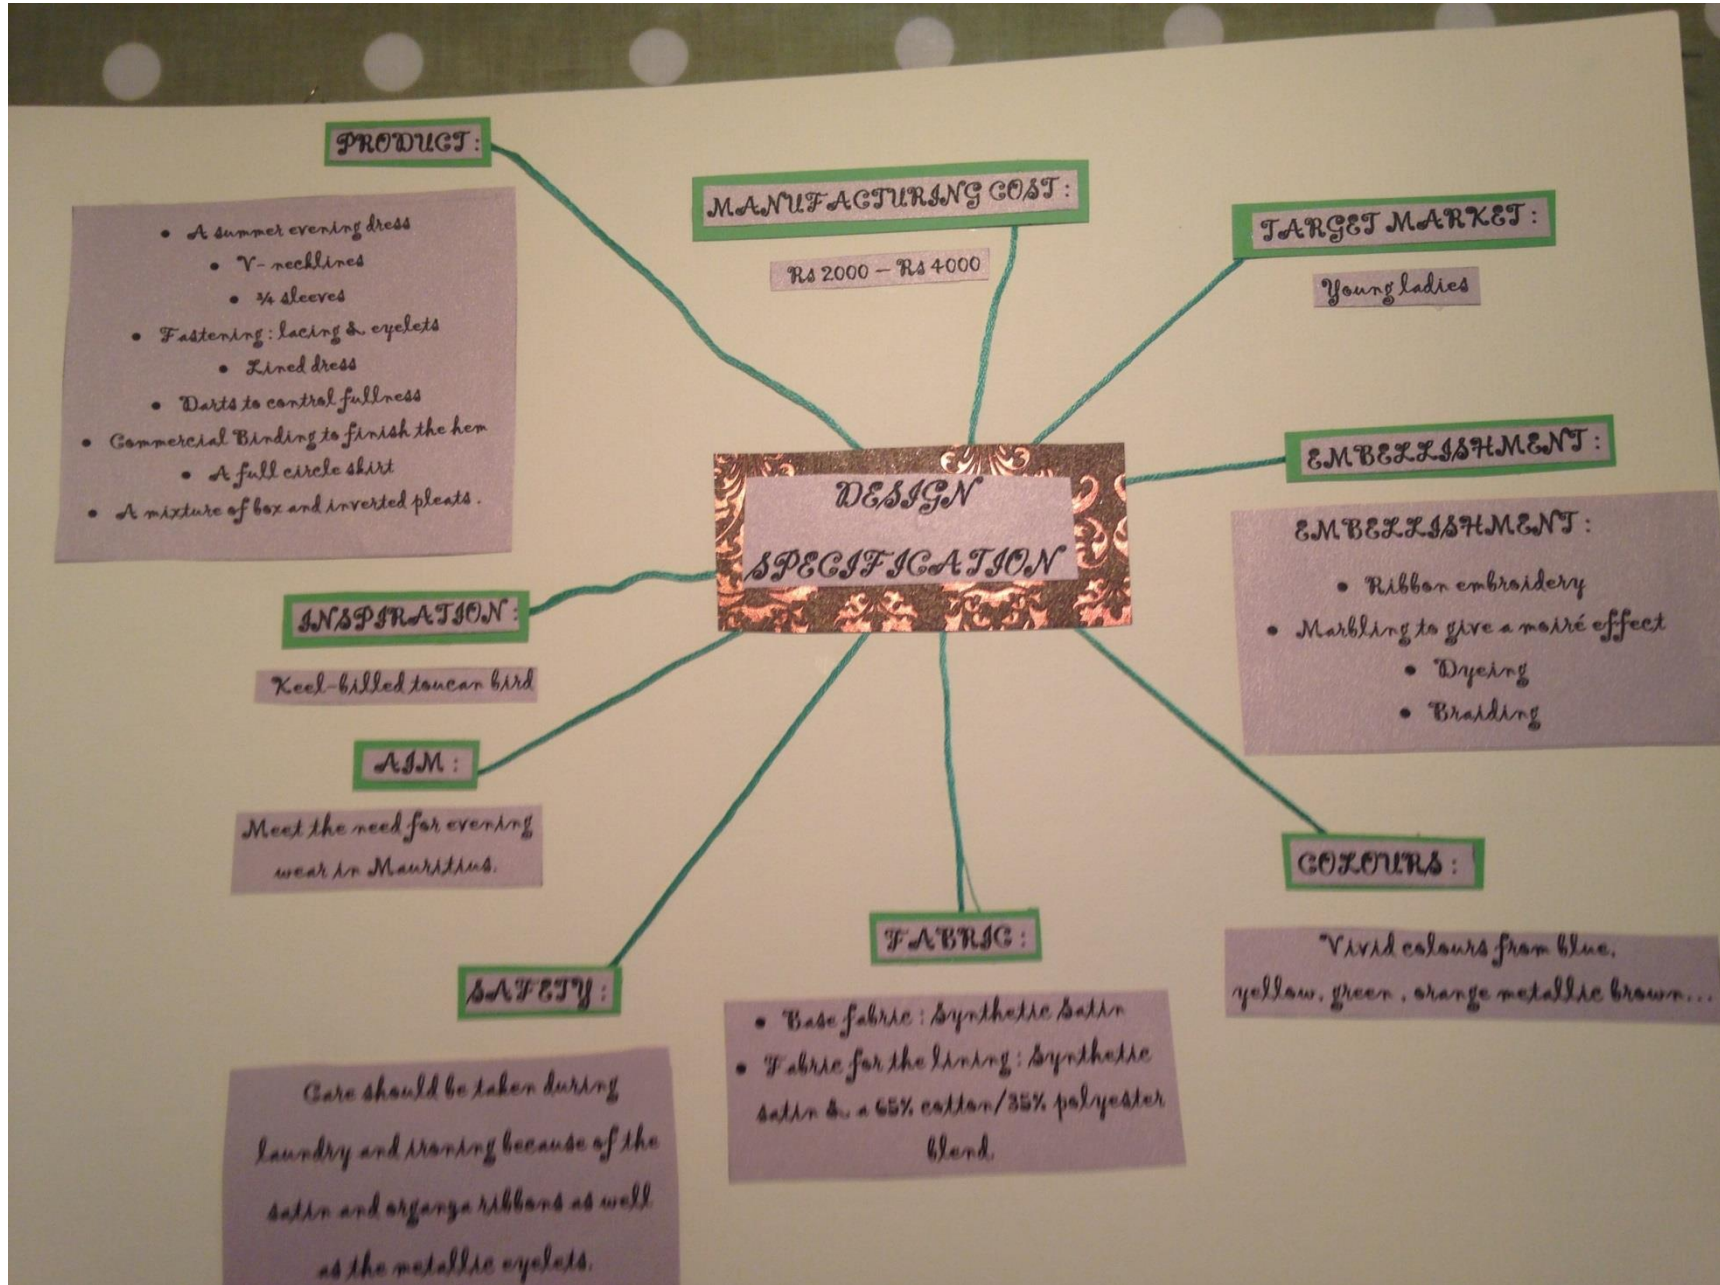 PRODUCT :
• A summer evening dress
• V- necklines
• ¾ sleeves
• Fastening : lacing & eyelets
• Lined dress
• Darts to control fullness
• Commercial Binding to finish the hem
• A full circle skirt
• A mixture of box and inverted pleats .
MANUFACTURING COST :
Rs 2000 – Rs 4000
TARGET MARKET :
Young ladies
DESIGN
SPECIFICATION
EMBELLISHMENT :
EMBELLISHMENT :
• Ribbon embroidery
• Marbling to give a moiré effect
• Dyeing
• Braiding
INSPIRATION :
Keel-billed toucan bird
AIM :
Meet the need for evening
wear in Mauritius.
SAFETY :
Care should be taken during
laundry and ironing because of the
satin and organza ribbons as well
as the metallic eyelets.
FABRIC :
• Base fabric : Synthetic Satin
• Fabric for the lining : Synthetic
satin & a 65% cotton/35% polyester
blend.
COLOURS :
Vivid colours from blue,
yellow, green , orange metallic brown...